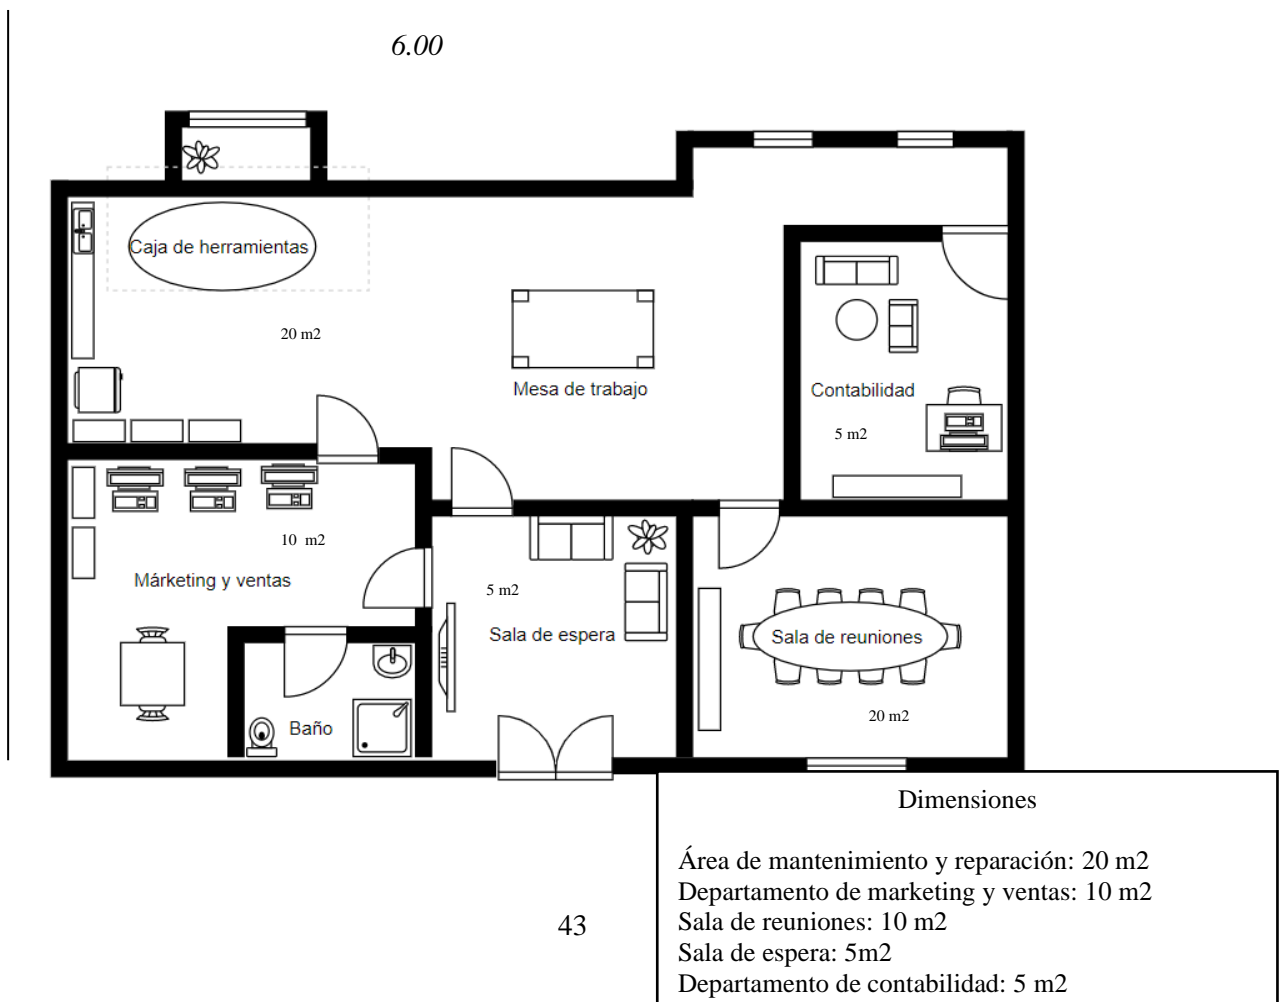 6.00
Caja de herramientas
20 m2
Mesa de trabajo
Contabilidad
5 m2
10  m2
Márketing y ventas
5 m2
Sala de espera
Sala de reuniones
Baño
20 m2
Dimensiones
Área de mantenimiento y reparación: 20 m2
Departamento de marketing y ventas: 10 m2
Sala de reuniones: 10 m2
Sala de espera: 5m2
Departamento de contabilidad: 5 m2
43